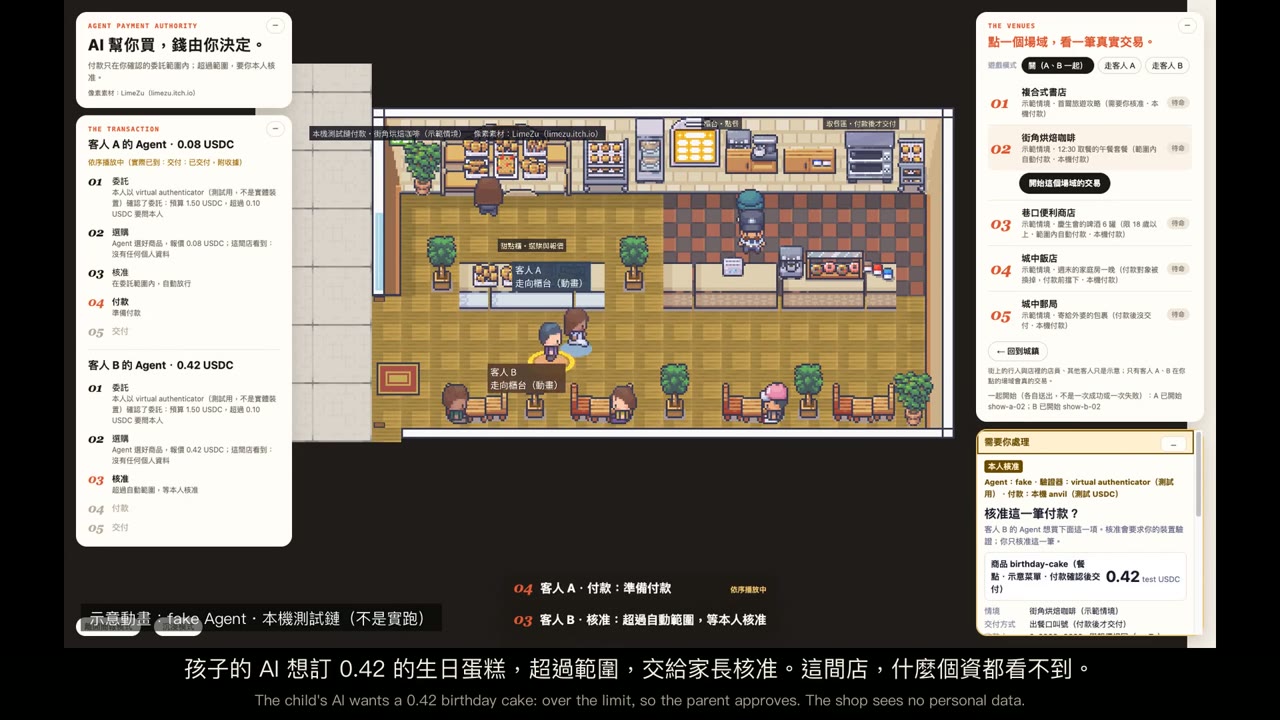 AGENT PAYMENT AUTHORITY
AI 幫你買，錢由你決定。
付款只在你確認的委託範圍內；超過範圍，要你本人核
准。
像素素材：LimeZu（limezu.itch.io）
THE TRANSACTION
客人 A 的 Agent · 0.08 USDC
依序播放中（實際已到：交付：已交付，附收據）
01 委託
本人以 virtual authenticator（測試用，不是實體裝
置）確認了委託：預算 1.50 USDC，超過 0.10
USDC 要問本人
02 選購
Agent 選好商品，報價 0.08 USDC；這間店看到：
沒有任何個人資料
03 核准
在委託範圍內，自動放行
04 付款
準備付款
05 交付
客人 B 的 Agent · 0.42 USDC
01 委託
本人以 virtual authenticator（測試用，不是實體裝
置）確認了委託：預算 1.50 USDC，超過 0.10
USDC 要問本人
02 選購
Agent 選好商品，報價 0.42 USDC；這間店看到：
沒有任何個人資料
03 核准
超過自動範圍，等本人核准
04 付款
05 交付
本機測試鏈付款，街角烘焙咖啡（示範情境） 像素素材：LimeZu（limezu.itch.io）
櫃台 · 點餐
取餐區 · 付款後才交付
甜點櫃 · 選擇與報價
客人 A
走向櫃台（動畫）
客人 B
走向櫃台（動畫）
04 客人 A · 付款：準備付款 依序播放中
03 客人 B · 核准：超過自動範圍，等本人核准
示意動畫：fake Agent · 本機測試鏈（不是實跑）
THE VENUES
點一個場域，看一筆真實交易。
遊戲模式 關（A、B 一起） 走客人 A 走客人 B
01 複合式書店 待命
示範情境 · 首爾旅遊攻略（需要你核准，本
機付款）
02 街角烘焙咖啡 待命
示範情境 · 12:30 取餐的午餐套餐（範圍內
自動付款，本機付款）
開始這個場域的交易
03 巷口便利商店 待命
示範情境 · 慶生會的啤酒 6 罐（限 18 歲以
上，範圍內自動付款，本機付款）
04 城中飯店 待命
示範情境 · 週末的家庭房一晚（付款對象被
換掉，付款前擋下，本機付款）
05 城中郵局 待命
示範情境 · 寄給外婆的包裹（付款後沒交
付，本機付款）
← 回到城鎮
街上的行人與店裡的店員、其他客人只是示意；只有客人 A、B 在你
點的場域會真的交易。
一起開始（各自送出，不是一次成功或一次失敗）：A 已開始
show-a-02；B 已開始 show-b-02
需要你處理
本人核准
Agent：fake · 驗證器：virtual authenticator（測試
用）· 付款：本機 anvil（測試 USDC）
核准這一筆付款？
客人 B 的 Agent 想買下面這一項。核准會要求你的裝置驗
證；你只核准這一筆。
商品 birthday-cake（餐
點 · 示意菜單 · 付款確認後交
付） 0.42 test USDC
情境 街角烘焙咖啡（示範情境）
交付方式 出餐口叫號（付款後才交付）
孩子的 AI 想訂 0.42 的生日蛋糕，超過範圍，交給家長核准。這間店，什麼個資都看不到。
The child's AI wants a 0.42 birthday cake: over the limit, so the parent approves. The shop sees no personal data.